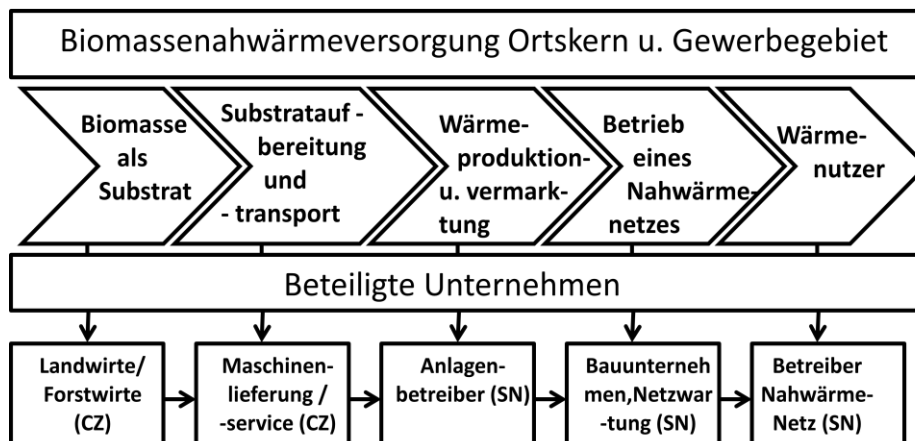 Biomassenahwärmeversorgung Ortskern u. Gewerbegebiet
Biomasse
als
Substrat
Substratauf -
bereitung
und
- transport
Wärme-
produktion-
u. vermark-
tung
Betrieb
eines
Nahwärme-
netzes
Wärme-
nutzer
Beteiligte Unternehmen
Landwirte/
Forstwirte
(CZ)
Maschinen-
lieferung /
-service (CZ)
Anlagen-
betreiber (SN)
Bauunterneh
men,Netzwar
-tung (SN)
Betreiber
NahwärMe-
Netz (SN)